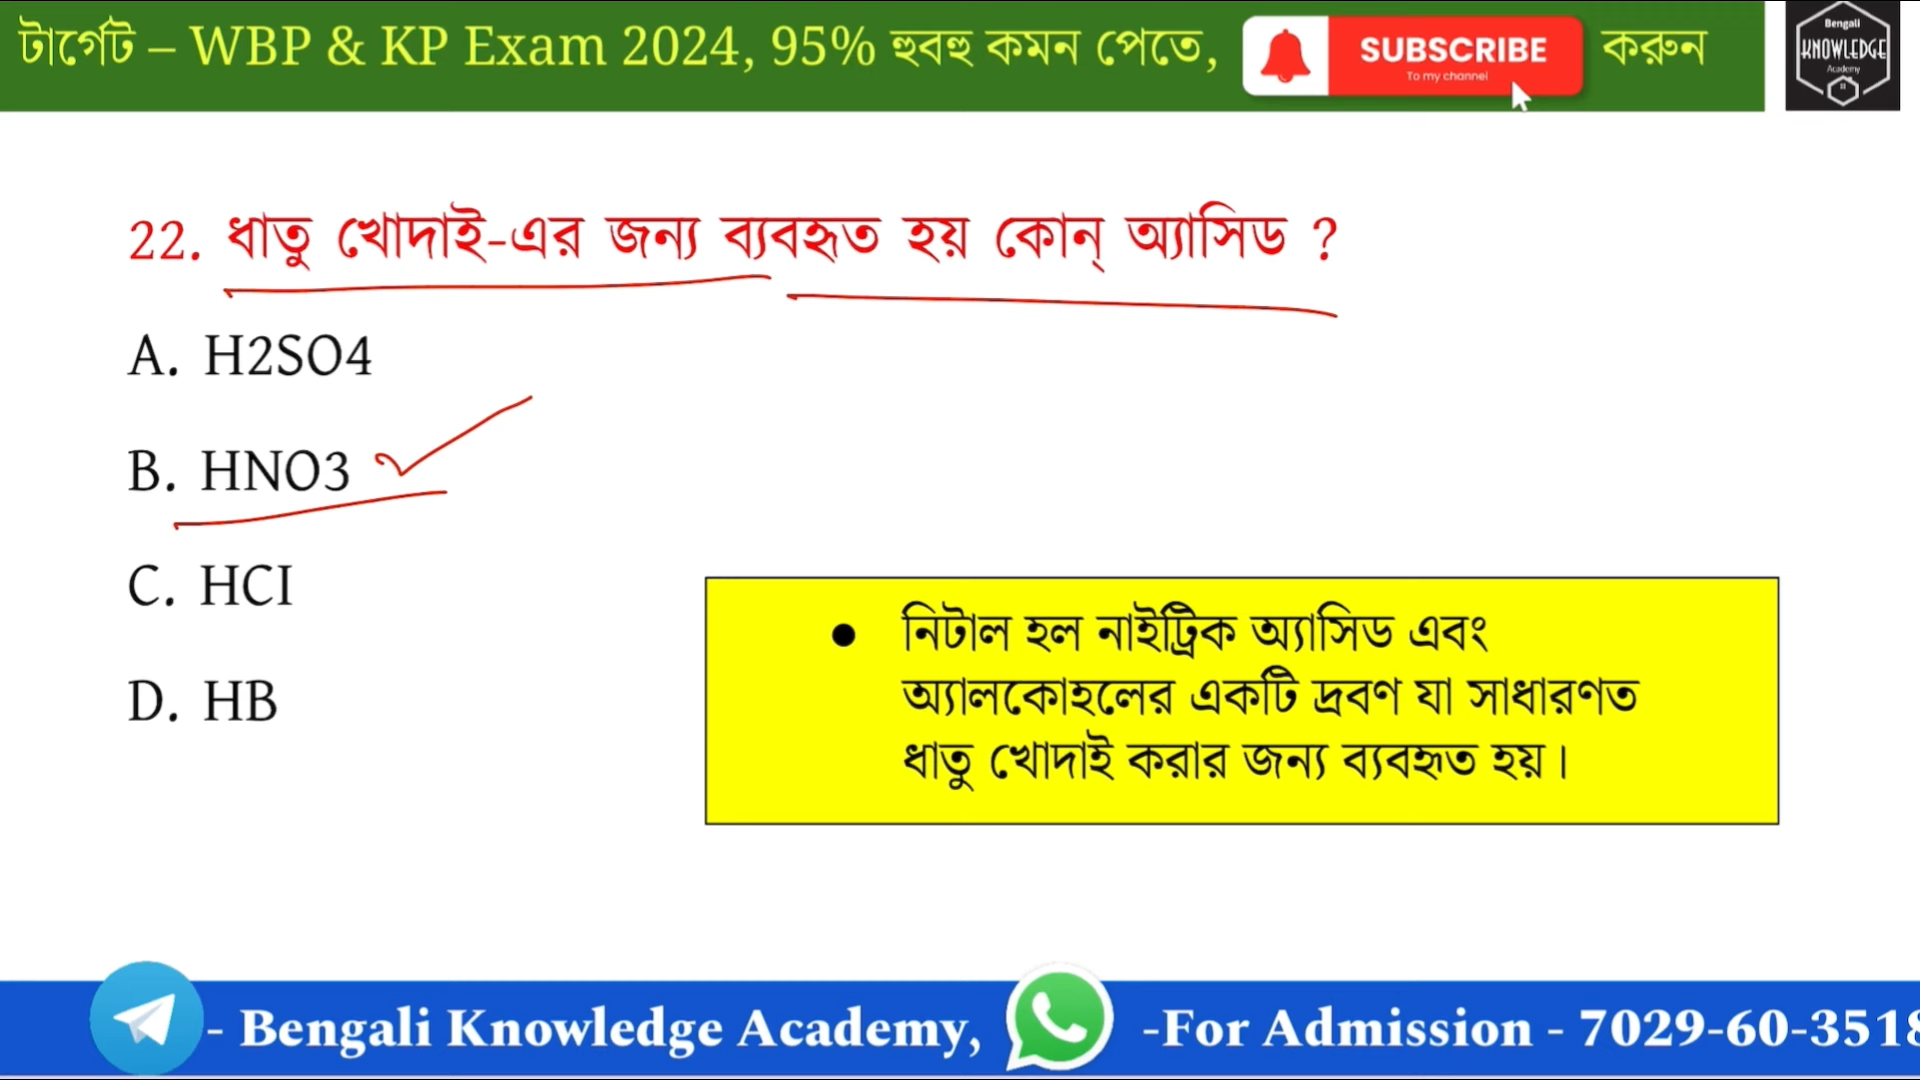 টার্গেট – WBP & KP Exam 2024, 95% হুবহু কমন পেতে, SUBSCRIBE করুন
To my channel
Bengali
KNOWLEDGE
Academy
22. ধাতু খোদাই-এর জন্য ব্যবহৃত হয় কোন্ অ্যাসিড ?
A. H2SO4
B. HNO3
C. HCI
D. HB
● নিটাল হল নাইট্রিক অ্যাসিড এবং
অ্যালকোহলের একটি দ্রবণ যা সাধারণত
ধাতু খোদাই করার জন্য ব্যবহৃত হয়।
- Bengali Knowledge Academy, -For Admission - 7029-60-3518